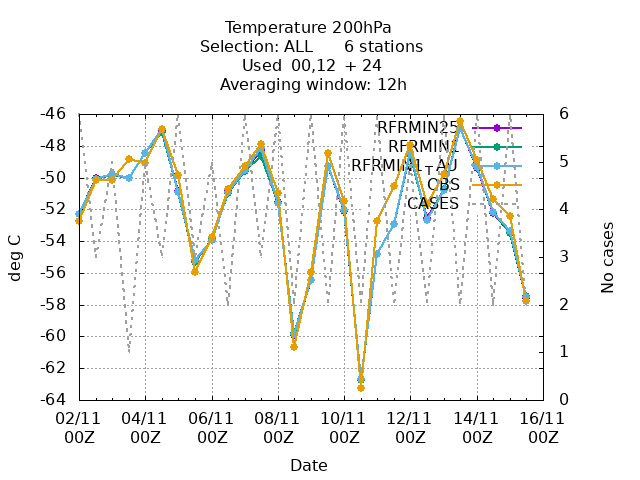 Temperature 200hPa
Selection: ALL 6 stations
Used 00,12 + 24
Averaging window: 12h
-46
-48
-50
-52
-54
-56
-58
-60
-62
-64
deg C
6
5
4
3
2
1
0
No cases
RFRMIN25
RFRMIN1
RFRMIN1_AU
OBS
CASES
02/11 04/11 06/11 08/11 10/11 12/11 14/11 16/11
00Z 00Z 00Z 00Z 00Z 00Z 00Z 00Z
Date